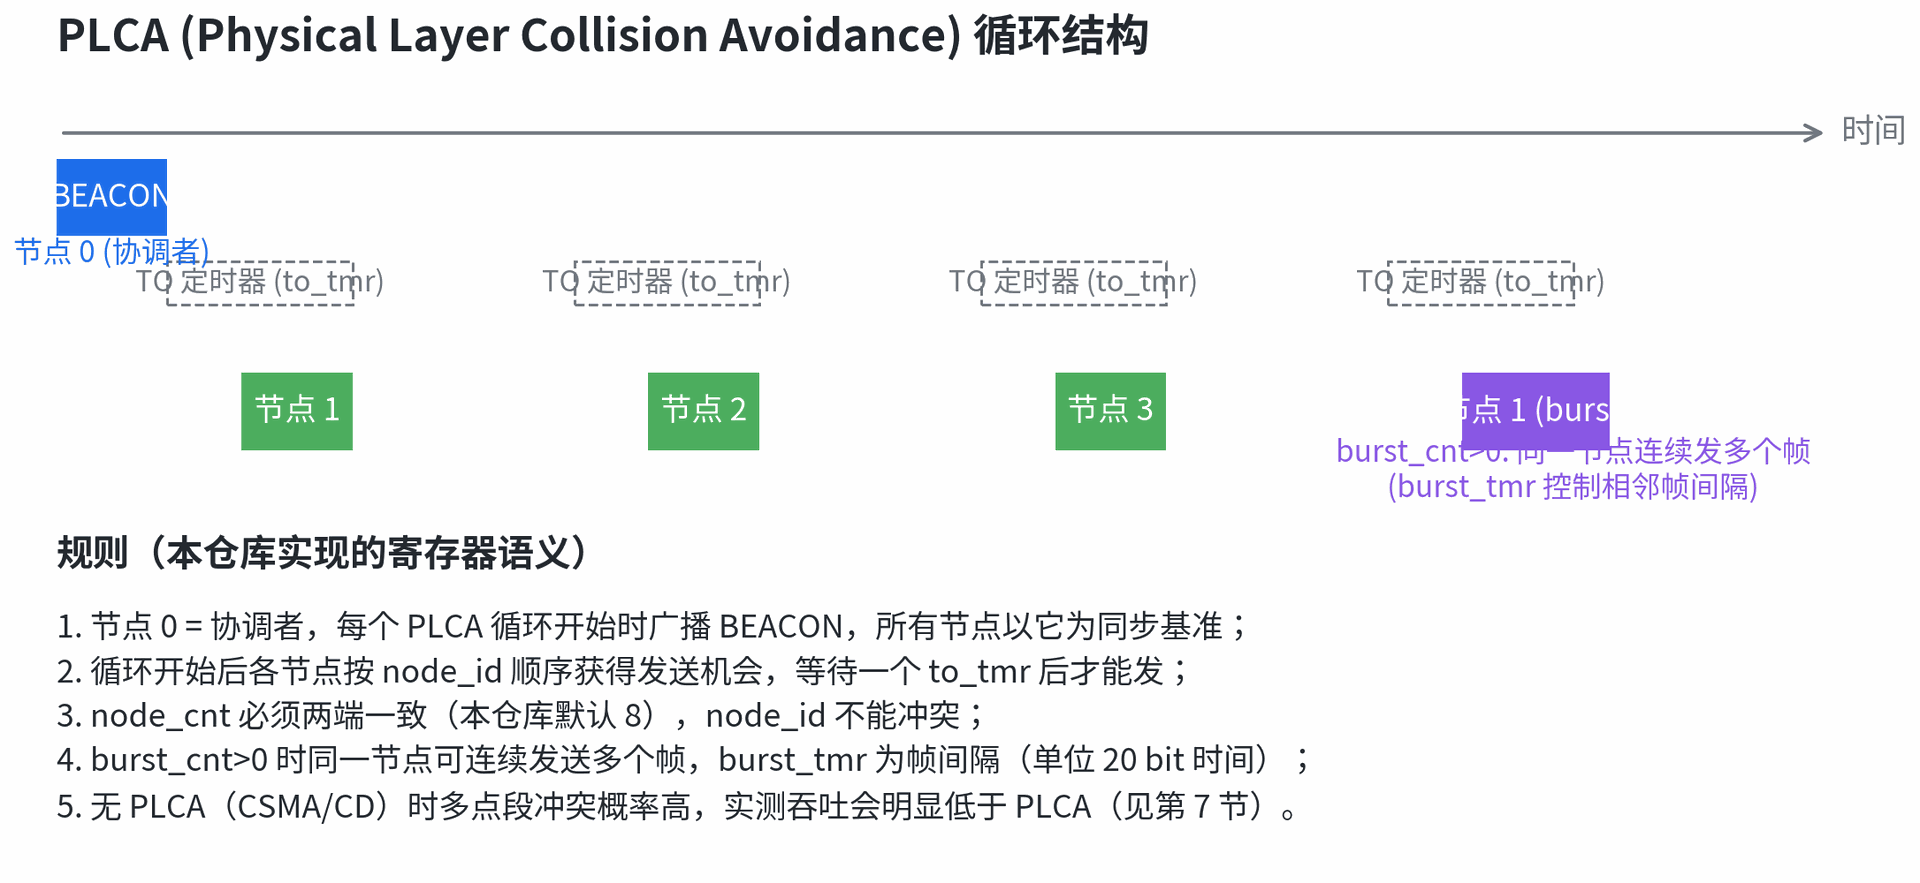 PLCA (Physical Layer Collision Avoidance) 循环结构
时间
BEACON
节点 0 (协调者)
TO 定时器 (to_tmr)
TO 定时器 (to_tmr)
TO 定时器 (to_tmr)
TO 定时器 (to_tmr)
节点 1
节点 2
节点 3
节点 1 (burs
burst_cnt>0: 同一节点连续发多个帧
(burst_tmr 控制相邻帧间隔)
规则（本仓库实现的寄存器语义）
1. 节点 0 = 协调者，每个 PLCA 循环开始时广播 BEACON，所有节点以它为同步基准；
2. 循环开始后各节点按 node_id 顺序获得发送机会，等待一个 to_tmr 后才能发；
3. node_cnt 必须两端一致（本仓库默认 8），node_id 不能冲突；
4. burst_cnt>0 时同一节点可连续发送多个帧，burst_tmr 为帧间隔（单位 20 bit 时间）；
5. 无 PLCA（CSMA/CD）时多点段冲突概率高，实测吞吐会明显低于 PLCA（见第 7 节）。